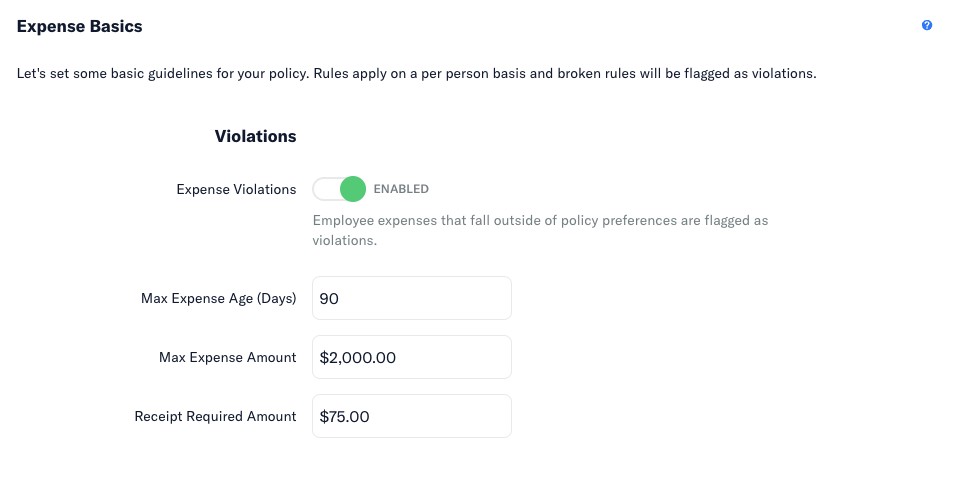 Expense Basics
?
Let's set some basic guidelines for your policy. Rules apply on a per person basis and broken rules will be flagged as violations.
Violations
Expense Violations ENABLED
Employee expenses that fall outside of policy preferences are flagged as
violations.
Max Expense Age (Days) 90
Max Expense Amount $2,000.00
Receipt Required Amount $75.00